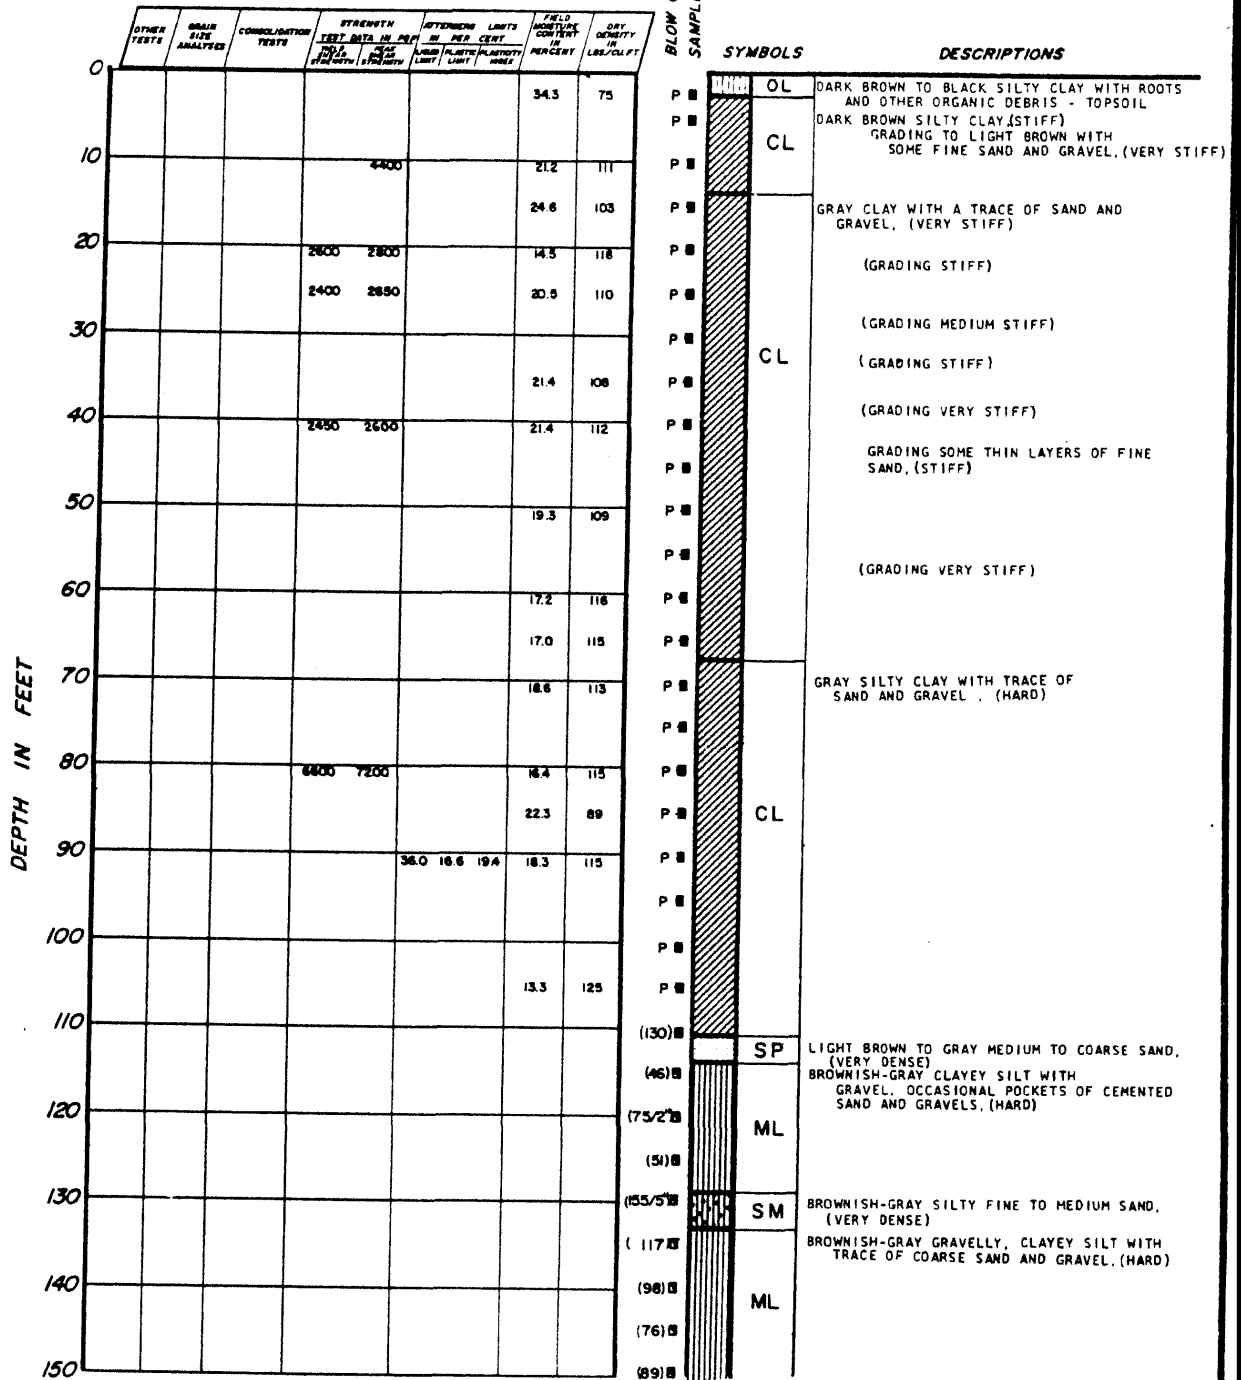 OTHER TESTS
GRAIN SIZE ANALYSES
CONSOLIDATION TESTS
STRENGTH TEST DATA IN PSF
YIELD SHEAR STRENGTH
PEAK SHEAR STRENGTH
ATTERBERG LIMITS IN PER CENT
LIQUID LIMIT
PLASTIC LIMIT
PLASTICITY INDEX
FIELD MOISTURE CONTENT IN PERCENT
DRY DENSITY IN LBS/CU.FT
BLOW
SYMBOLS
DESCRIPTIONS
DEPTH IN FEET
0
34.3 75 P
OL
DARK BROWN TO BLACK SILTY CLAY WITH ROOTS
AND OTHER ORGANIC DEBRIS - TOPSOIL
P
CL
DARK BROWN SILTY CLAY,(STIFF)
GRADING TO LIGHT BROWN WITH
SOME FINE SAND AND GRAVEL,(VERY STIFF)
10
4400 21.2 111 P
24.6 103 P
GRAY CLAY WITH A TRACE OF SAND AND
GRAVEL, (VERY STIFF)
20
2600 2800 14.5 118 P
(GRADING STIFF)
2400 2650 20.5 110 P
(GRADING MEDIUM STIFF)
30
P
CL
(GRADING STIFF)
21.4 108 P
(GRADING VERY STIFF)
40
2450 2600 21.4 112 P
GRADING SOME THIN LAYERS OF FINE
SAND,(STIFF)
P
50
19.3 109 P
P
(GRADING VERY STIFF)
60
17.2 116 P
17.0 115 P
70
18.6 113 P
GRAY SILTY CLAY WITH TRACE OF
SAND AND GRAVEL , (HARD)
P
80
6600 7200 16.4 115 P
22.3 89 P
CL
90
36.0 16.6 19.4 18.3 115 P
P
100
P
13.3 125 P
110
(130)
SP
LIGHT BROWN TO GRAY MEDIUM TO COARSE SAND,
(VERY DENSE)
(46)
BROWNISH-GRAY CLAYEY SILT WITH
GRAVEL, OCCASIONAL POCKETS OF CEMENTED
SAND AND GRAVELS,(HARD)
120
(75/2"
ML
(51)
130
(155/5"
SM
BROWNISH-GRAY SILTY FINE TO MEDIUM SAND,
(VERY DENSE)
( 117
BROWNISH-GRAY GRAVELLY, CLAYEY SILT WITH
TRACE OF COARSE SAND AND GRAVEL,(HARD)
140
(98)
ML
(76)
150
(89)